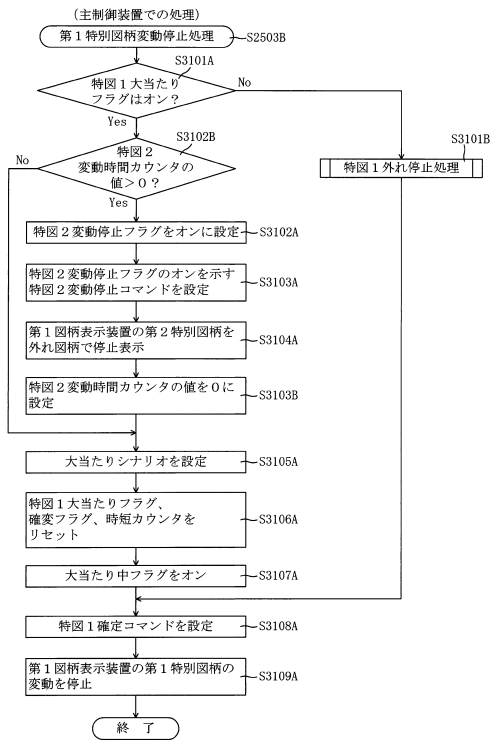 (主制御装置での処理)
第1特別図柄変動停止処理
S2503B
S3101A
特図1大当たり
フラグはオン?
No
Yes
S3102B
特図2
変動時間カウンタの
値>0?
No
Yes
S3101B
特図1外れ停止処理
特図2変動停止フラグをオンに設定
S3102A
特図2変動停止フラグのオンを示す
特図2変動停止コマンドを設定
S3103A
第1図柄表示装置の第2特別図柄を
外れ図柄で停止表示
S3104A
特図2変動時間カウンタの値を0に
設定
S3103B
大当たりシナリオを設定
S3105A
特図1大当たりフラグ、
確変フラグ、時短カウンタを
リセット
S3106A
大当たり中フラグをオン
S3107A
特図1確定コマンドを設定
S3108A
第1図柄表示装置の第1特別図柄の
変動を停止
S3109A
終 了